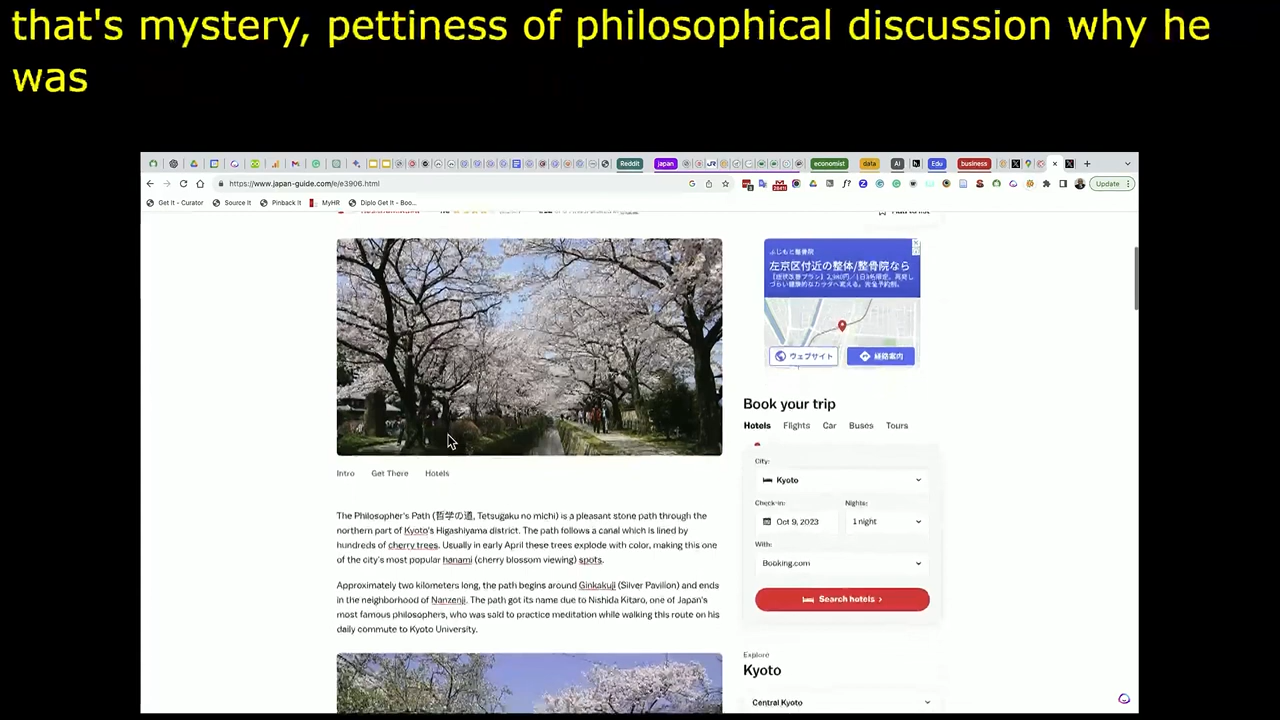 that's mystery, pettiness of philosophical discussion why he
was
Reddit
japan
JR
economist
data
AI
Edu
business
https://www.japan-guide.com/e/e3906.html
Update
Get It - Curator
Source It
Pinback It
MyHR
Diplo Get It - Boo...
ふじもと整骨院
左京区付近の整体/整骨院なら
ウェブサイト
経路案内
Book your trip
Hotels Flights Car Buses Tours
City:
Kyoto
Check-in: Nights:
Oct 9, 2023 1 night
With:
Booking.com
Search hotels >
Intro Get There Hotels
The Philosopher's Path (哲学の道, Tetsugaku no michi) is a pleasant stone path through the
northern part of Kyoto's Higashiyama district. The path follows a canal which is lined by
hundreds of cherry trees. Usually in early April these trees explode with color, making this one
of the city's most popular hanami (cherry blossom viewing) spots.
Approximately two kilometers long, the path begins around Ginkakuji (Silver Pavilion) and ends
in the neighborhood of Nanzenji. The path got its name due to Nishida Kitaro, one of Japan's
most famous philosophers, who was said to practice meditation while walking this route on his
daily commute to Kyoto University.
Explore
Kyoto
Central Kyoto